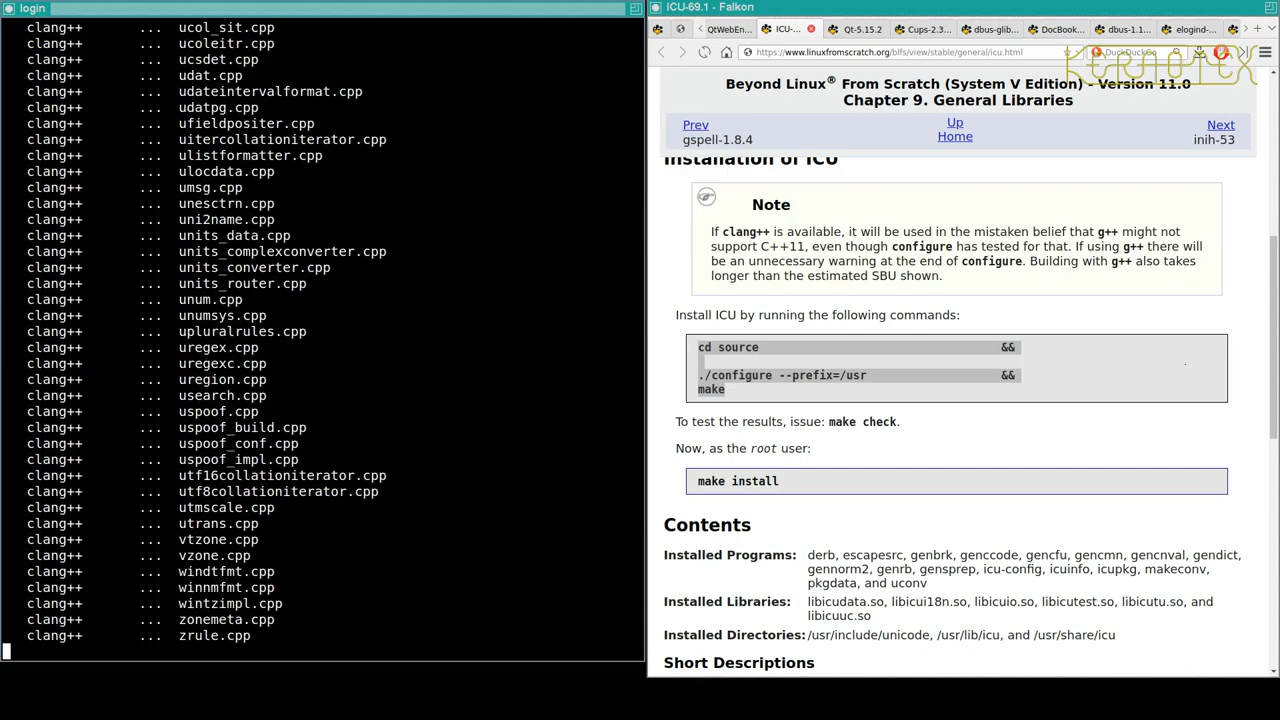 login
clang++ ... ucol_sit.cpp
clang++ ... ucoleitr.cpp
clang++ ... ucsdet.cpp
clang++ ... udat.cpp
clang++ ... udateintervalformat.cpp
clang++ ... udatpg.cpp
clang++ ... ufieldpositer.cpp
clang++ ... uitercollationiterator.cpp
clang++ ... ulistformatter.cpp
clang++ ... ulocdata.cpp
clang++ ... umsg.cpp
clang++ ... unesctrn.cpp
clang++ ... uni2name.cpp
clang++ ... units_data.cpp
clang++ ... units_complexconverter.cpp
clang++ ... units_converter.cpp
clang++ ... units_router.cpp
clang++ ... unum.cpp
clang++ ... unumsys.cpp
clang++ ... upluralrules.cpp
clang++ ... uregex.cpp
clang++ ... uregexc.cpp
clang++ ... uregion.cpp
clang++ ... usearch.cpp
clang++ ... uspoof.cpp
clang++ ... uspoof_build.cpp
clang++ ... uspoof_conf.cpp
clang++ ... uspoof_impl.cpp
clang++ ... utf16collationiterator.cpp
clang++ ... utf8collationiterator.cpp
clang++ ... utmscale.cpp
clang++ ... utrans.cpp
clang++ ... vtzone.cpp
clang++ ... vzone.cpp
clang++ ... windtfmt.cpp
clang++ ... winnmfmt.cpp
clang++ ... wintzimpl.cpp
clang++ ... zonemeta.cpp
clang++ ... zrule.cpp
ICU-69.1 - Falkon
QtWebEn... ICU-... Qt-5.15.2 Cups-2.3... dbus-glib... DocBook... dbus-1.1... elogind-...
https://www.linuxfromscratch.org/blfs/view/stable/general/icu.html DuckDuckGo
KERNOTEX
Beyond Linux® From Scratch (System V Edition) - Version 11.0
Chapter 9. General Libraries
Prev Up Next
gspell-1.8.4 Home inih-53
Installation of ICU
Note
If clang++ is available, it will be used in the mistaken belief that g++ might not
support C++11, even though configure has tested for that. If using g++ there will
be an unnecessary warning at the end of configure. Building with g++ also takes
longer than the estimated SBU shown.
Install ICU by running the following commands:
cd source &&
./configure --prefix=/usr &&
make
To test the results, issue: make check.
Now, as the root user:
make install
Contents
Installed Programs: derb, escapesrc, genbrk, genccode, gencfu, gencmn, gencnval, gendict,
gennorm2, genrb, gensprep, icu-config, icuinfo, icupkg, makeconv,
pkgdata, and uconv
Installed Libraries: libicudata.so, libicui18n.so, libicuio.so, libicutest.so, libicutu.so, and
libicuuc.so
Installed Directories: /usr/include/unicode, /usr/lib/icu, and /usr/share/icu
Short Descriptions